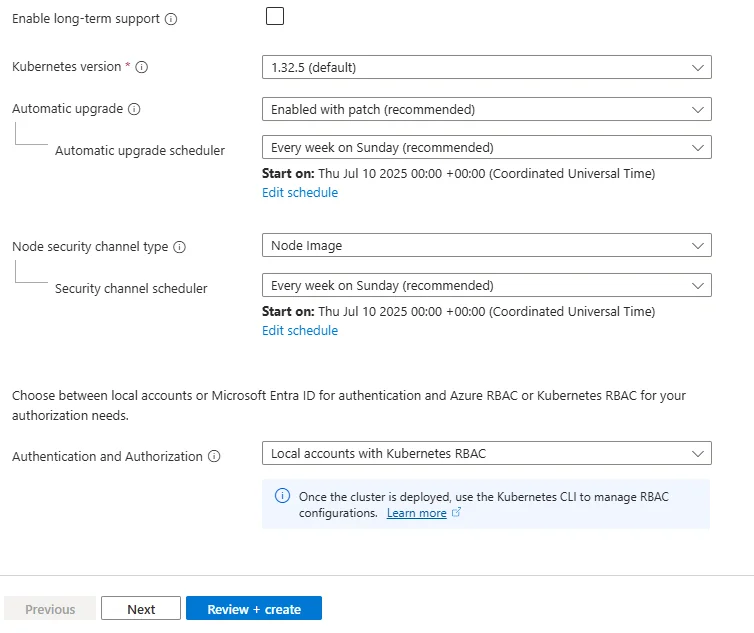 Enable long-term support
Kubernetes version *
1.32.5 (default)
Automatic upgrade
Enabled with patch (recommended)
Automatic upgrade scheduler
Every week on Sunday (recommended)
Start on: Thu Jul 10 2025 00:00 +00:00 (Coordinated Universal Time)
Edit schedule
Node security channel type
Node Image
Security channel scheduler
Every week on Sunday (recommended)
Start on: Thu Jul 10 2025 00:00 +00:00 (Coordinated Universal Time)
Edit schedule
Choose between local accounts or Microsoft Entra ID for authentication and Azure RBAC or Kubernetes RBAC for your
authorization needs.
Authentication and Authorization
Local accounts with Kubernetes RBAC
Once the cluster is deployed, use the Kubernetes CLI to manage RBAC
configurations. Learn more
Previous
Next
Review + create